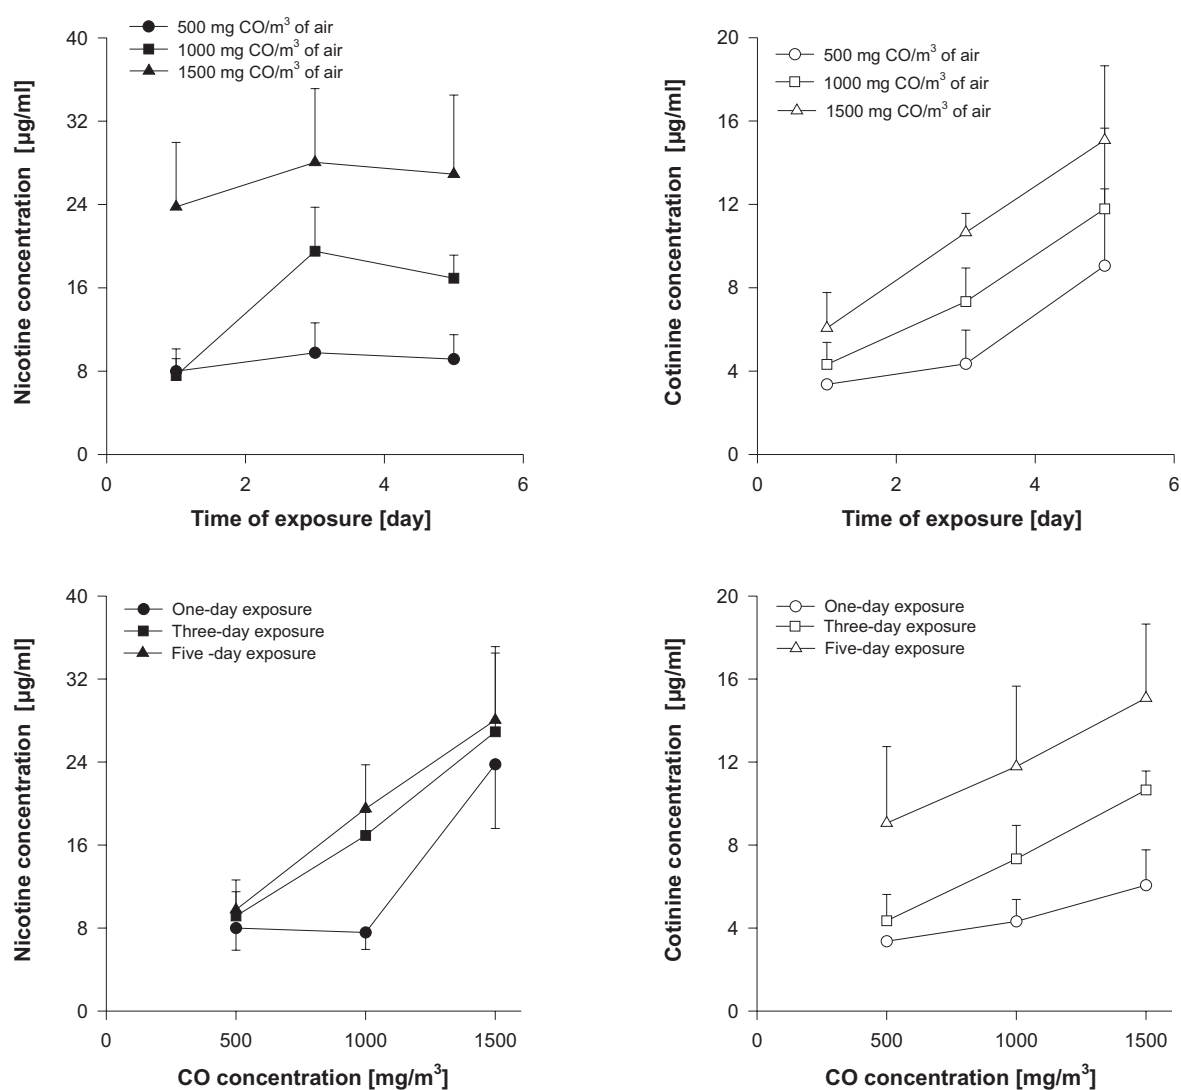 500 mg CO/m³ of air
1000 mg CO/m³ of air
1500 mg CO/m³ of air
Nicotine concentration [µg/ml]
40
32
24
16
8
0
0 2 4 6
Time of exposure [day]
500 mg CO/m³ of air
1000 mg CO/m³ of air
1500 mg CO/m³ of air
Cotinine concentration [µg/ml]
20
16
12
8
4
0
0 2 4 6
Time of exposure [day]
One-day exposure
Three-day exposure
Five -day exposure
Nicotine concentration [µg/ml]
40
32
24
16
8
0
0 500 1000 1500
CO concentration [mg/m³]
One-day exposure
Three-day exposure
Five-day exposure
Cotinine concentration [µg/ml]
20
16
12
8
4
0
0 500 1000 1500
CO concentration [mg/m³]